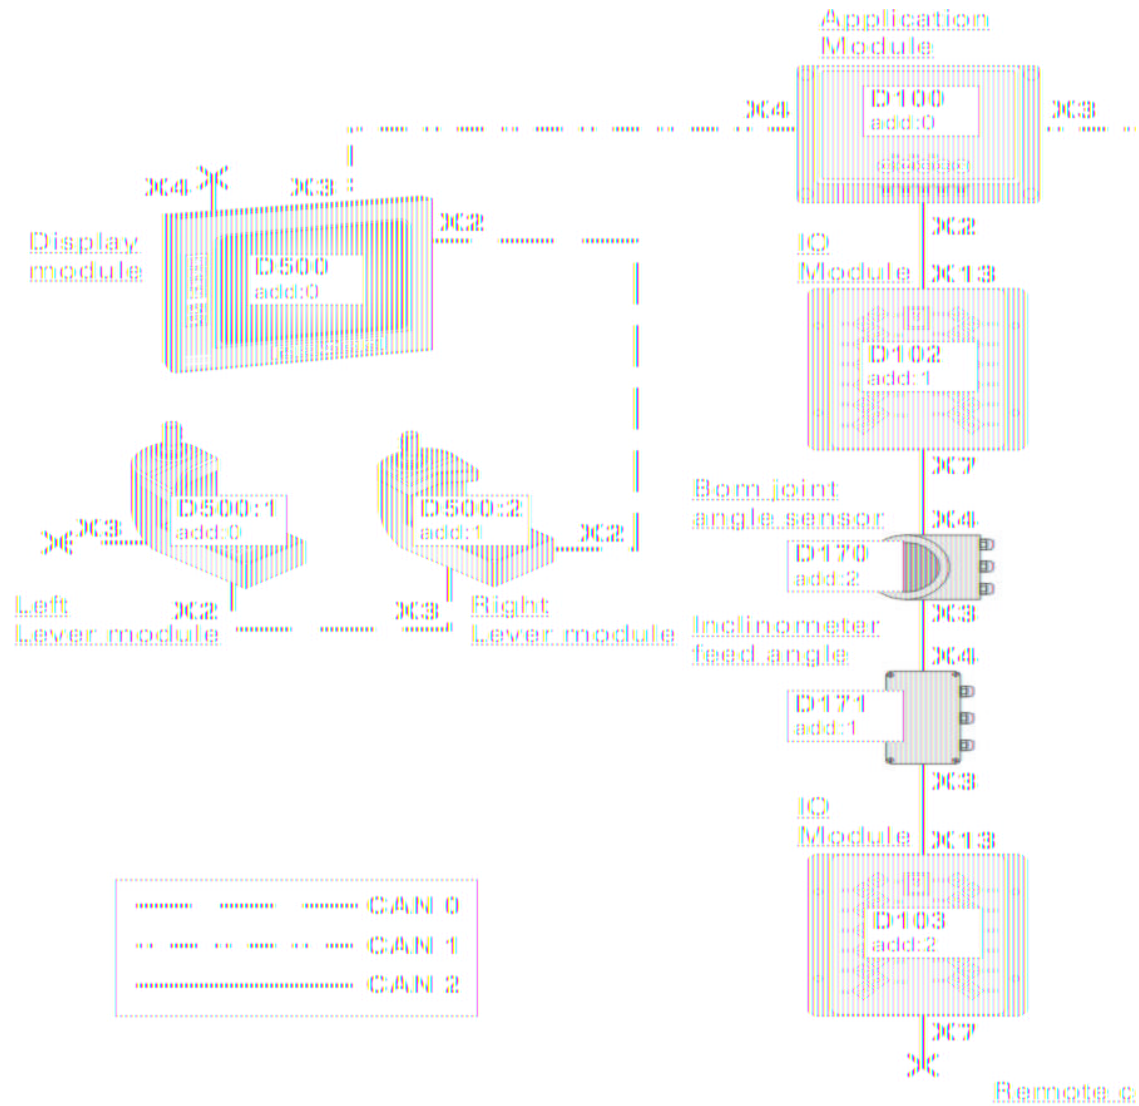 Application
Module
X4
D100
add:0
X3
X4
X3
X2
X2
Display
module
D500
add:0
IO
Module
X13
D102
add:1
X7
Bom joint
angle sensor
X4
D170
add:2
X3
D500:1
add:0
X3
D500:2
add:1
X2
Left
Lever module
X2
X3
Right
Lever module
Inclinometer
feed angle
X4
D171
add:1
X3
IO
Module
X13
D103
add:2
X7
CAN 0
CAN 1
CAN 2
Remote c